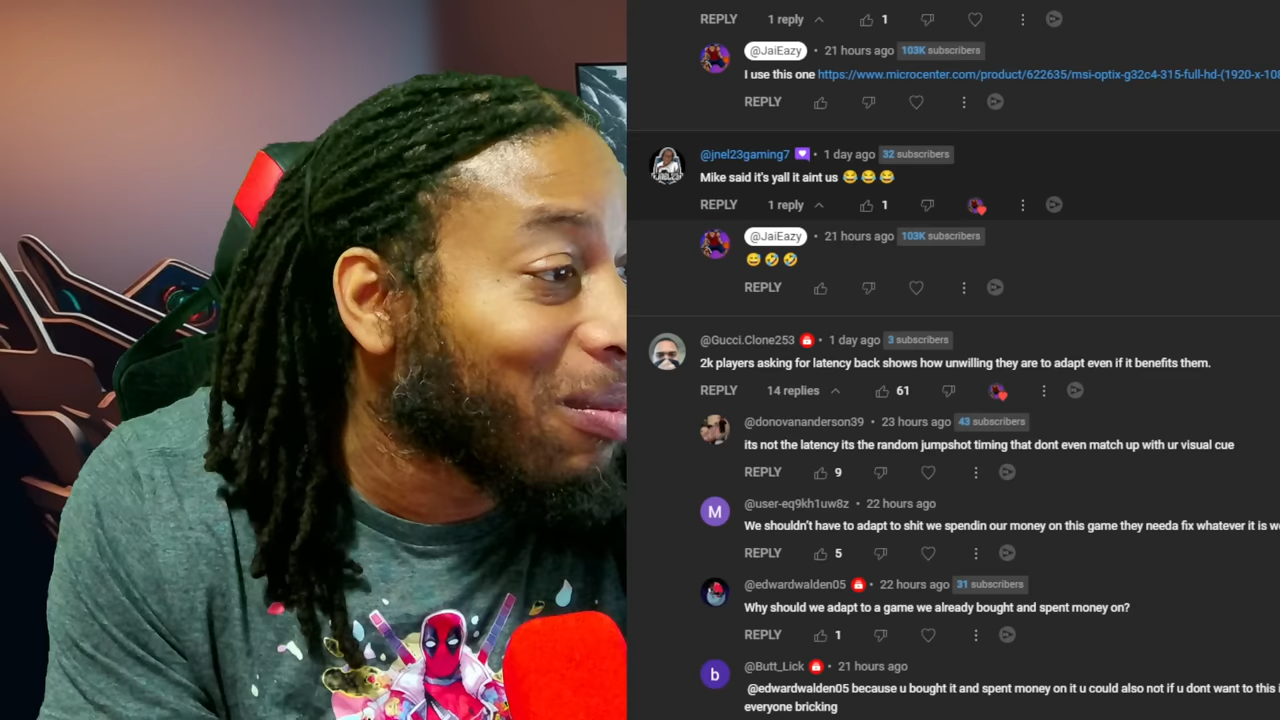 REPLY 1 reply 1
@JaiEazy • 21 hours ago 103K subscribers
I use this one https://www.microcenter.com/product/622635/msi-optix-g32c4-315-full-hd-(1920-x-108
REPLY
@jnel23gaming7 • 1 day ago 32 subscribers
Mike said it's yall it aint us 😂 😂 😂
REPLY 1 reply 1
@JaiEazy • 21 hours ago 103K subscribers
😅 🤣 🤣
REPLY
@Gucci.Clone253 • 1 day ago 3 subscribers
2k players asking for latency back shows how unwilling they are to adapt even if it benefits them.
REPLY 14 replies 61
@donovananderson39 • 23 hours ago 43 subscribers
its not the latency its the random jumpshot timing that dont even match up with ur visual cue
REPLY 9
M @user-eq9kh1uw8z • 22 hours ago
We shouldn't have to adapt to shit we spendin our money on this game they needa fix whatever it is w
REPLY 5
@edwardwalden05 • 22 hours ago 31 subscribers
Why should we adapt to a game we already bought and spent money on?
REPLY 1
b @Butt_Lick • 21 hours ago
@edwardwalden05 because u bought it and spent money on it u could also not if u dont want to this i
everyone bricking